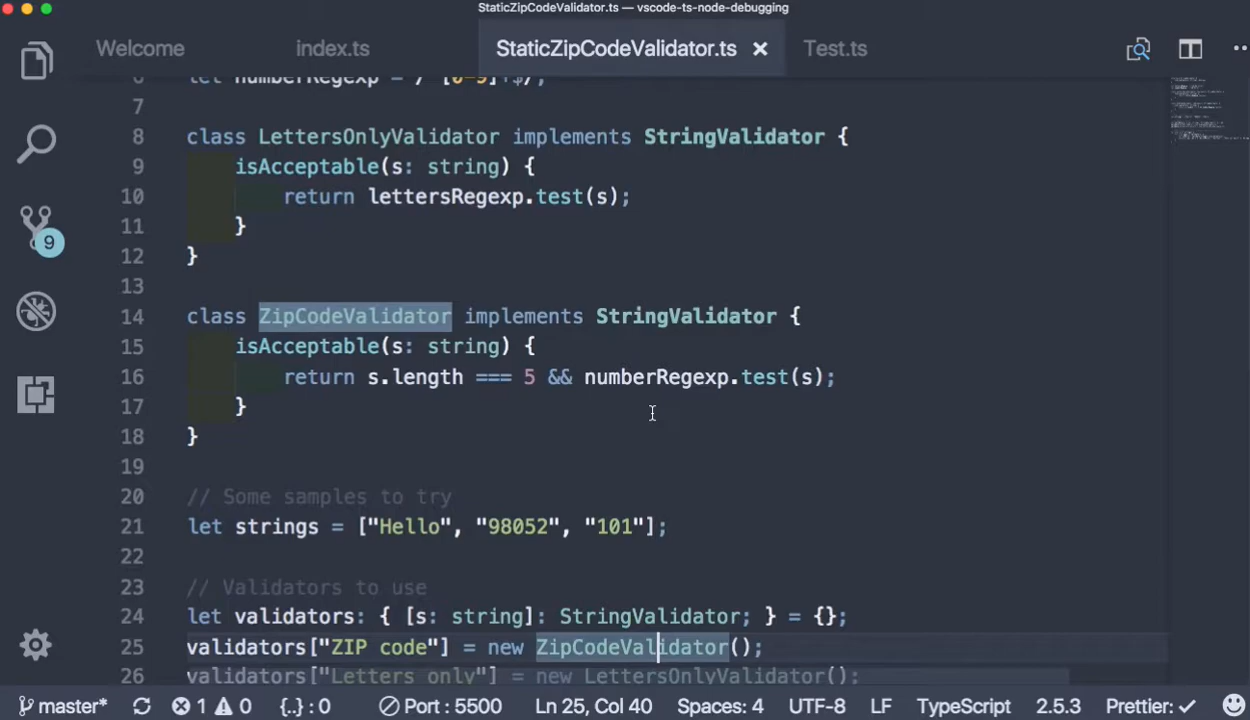 StaticZipCodeValidator.ts — vscode-ts-node-debugging
Welcome index.ts StaticZipCodeValidator.ts × Test.ts
6 let numberRegexp = /^[0-9]+$/;
7
8 class LettersOnlyValidator implements StringValidator {
9 isAcceptable(s: string) {
10 return lettersRegexp.test(s);
11 }
12 }
13
14 class ZipCodeValidator implements StringValidator {
15 isAcceptable(s: string) {
16 return s.length === 5 && numberRegexp.test(s);
17 }
18 }
19
20 // Some samples to try
21 let strings = ["Hello", "98052", "101"];
22
23 // Validators to use
24 let validators: { [s: string]: StringValidator; } = {};
25 validators["ZIP code"] = new ZipCodeValidator();
26 validators["Letters only"] = new LettersOnlyValidator();
9
master* 1 0 {..} : 0 Port : 5500 Ln 25, Col 40 Spaces: 4 UTF-8 LF TypeScript 2.5.3 Prettier: ✓